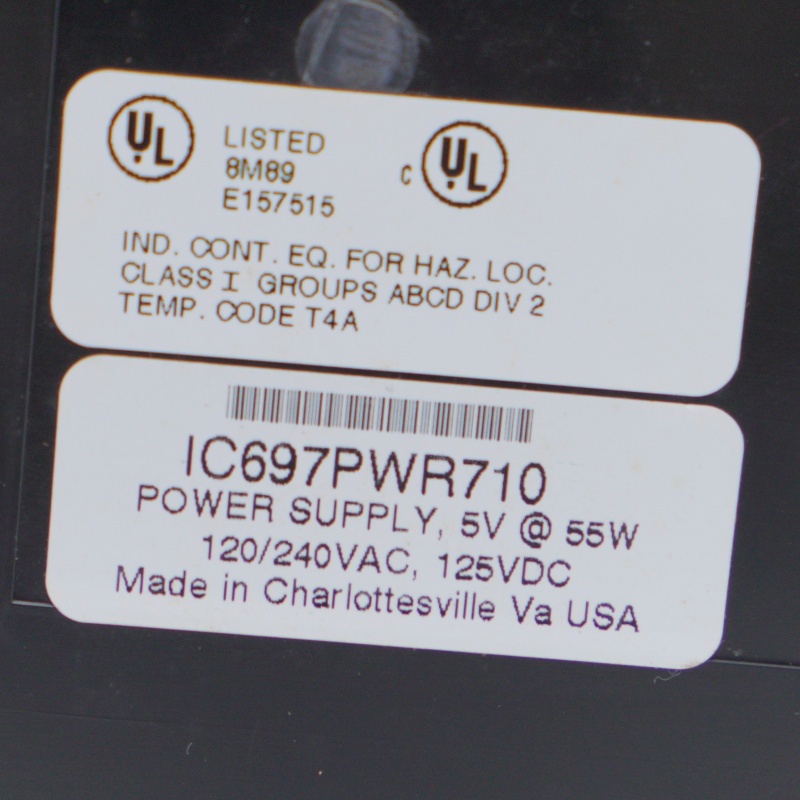 UL LISTED c UL
8M89
E157515
IND. CONT. EQ. FOR HAZ. LOC.
CLASS I GROUPS ABCD DIV 2
TEMP. CODE T4A
IC697PWR710
POWER SUPPLY, 5V @ 55W
120/240VAC, 125VDC
Made in Charlottesville Va USA